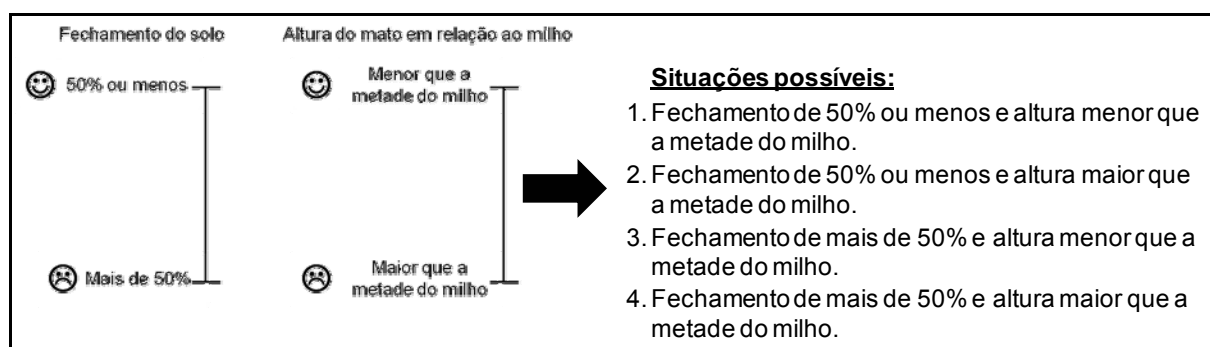 Fechamento do solo
50% ou menos
Mais de 50%
Altura do mato em relação ao milho
Menor que a
metade do milho
Maior que a
metade do milho
Situações possíveis:
1. Fechamento de 50% ou menos e altura menor que
a metade do milho.
2. Fechamento de 50% ou menos e altura maior que
a metade do milho.
3. Fechamento de mais de 50% e altura menor que a
metade do milho.
4. Fechamento de mais de 50% e altura maior que a
metade do milho.